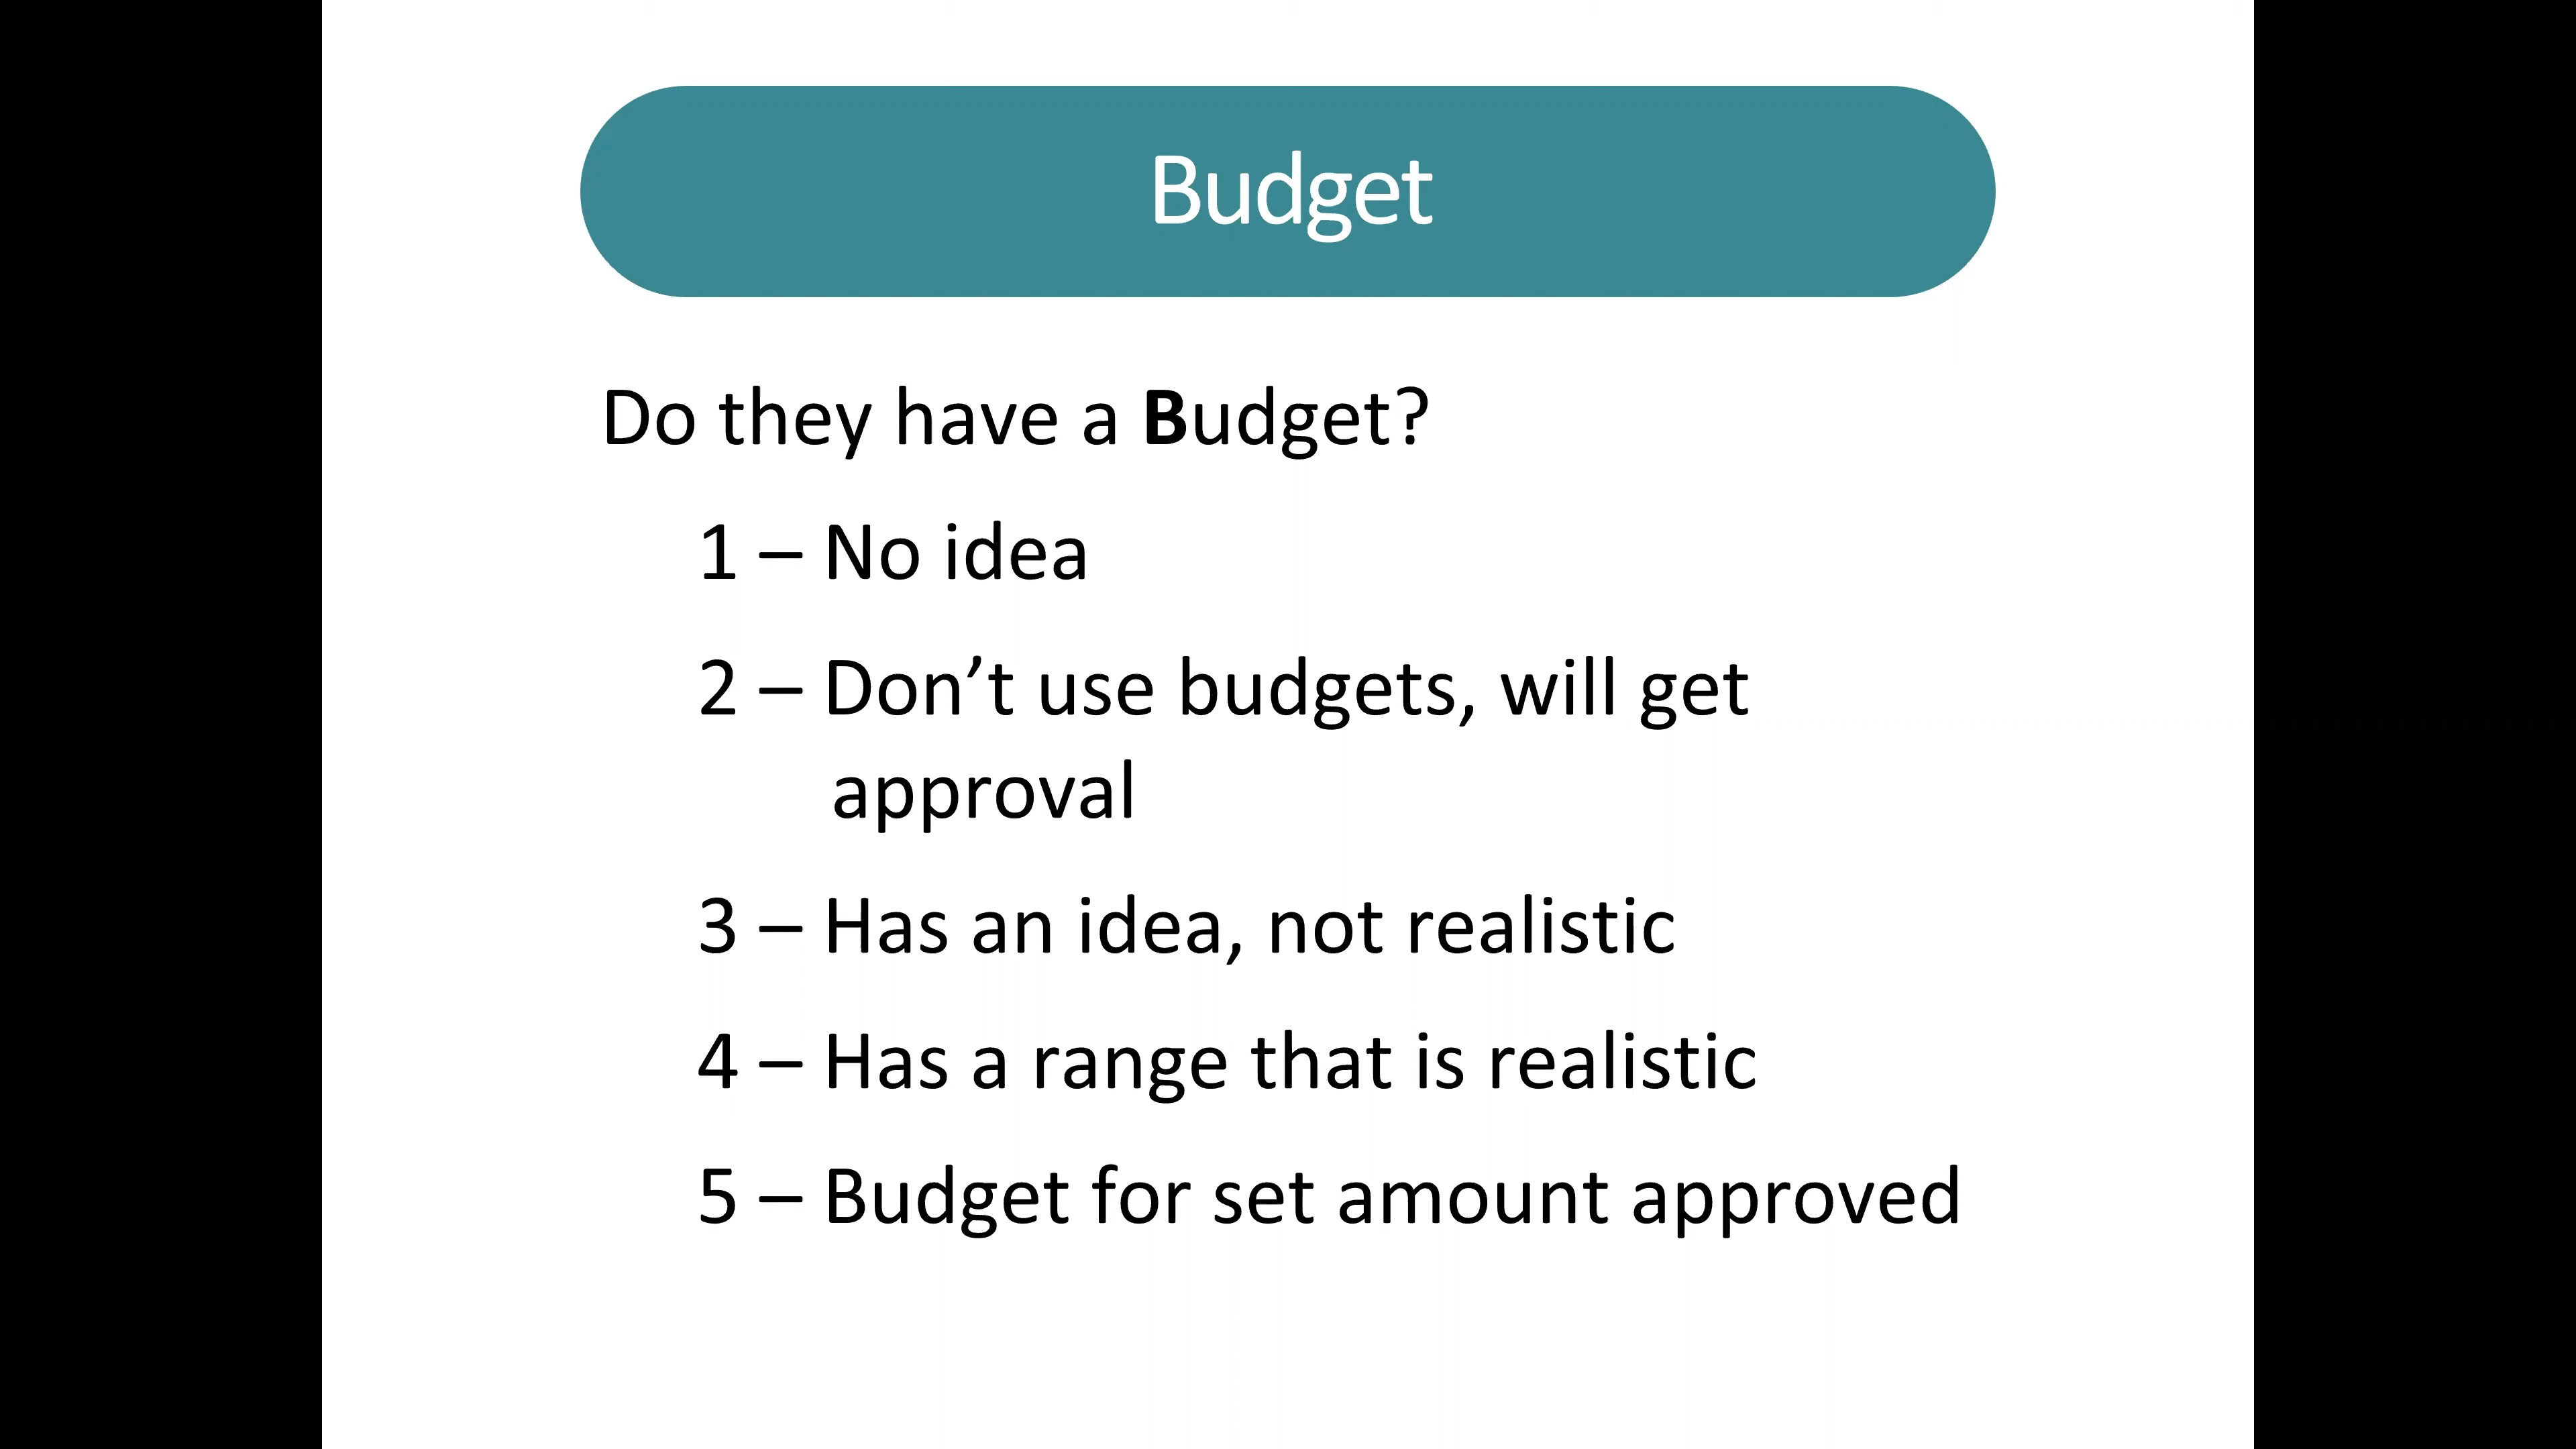 Budget
Do they have a Budget?
1 – No idea
2 – Don’t use budgets, will get
approval
3 – Has an idea, not realistic
4 – Has a range that is realistic
5 – Budget for set amount approved